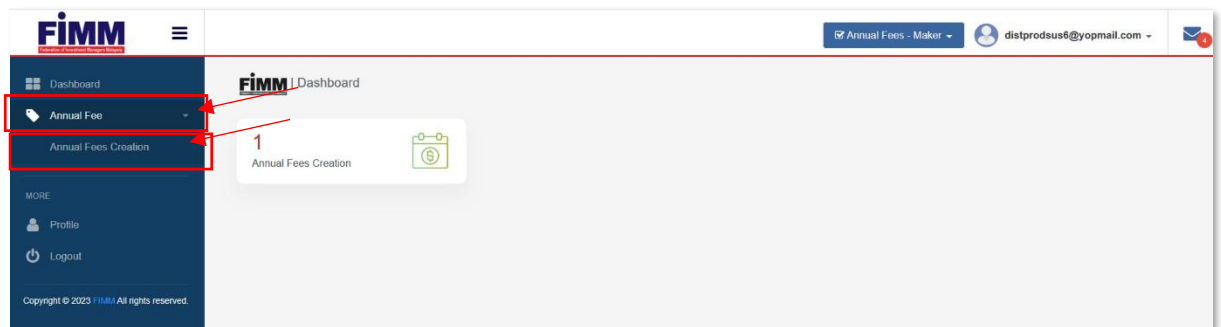 FiMM
Federation of Investment Managers Malaysia
Annual Fees - Maker
distprodsus6@yopmail.com
4
Dashboard
Annual Fee
Annual Fees Creation
MORE
Profile
Logout
Copyright © 2023 FIMM All rights reserved.
FiMM | Dashboard
1
Annual Fees Creation